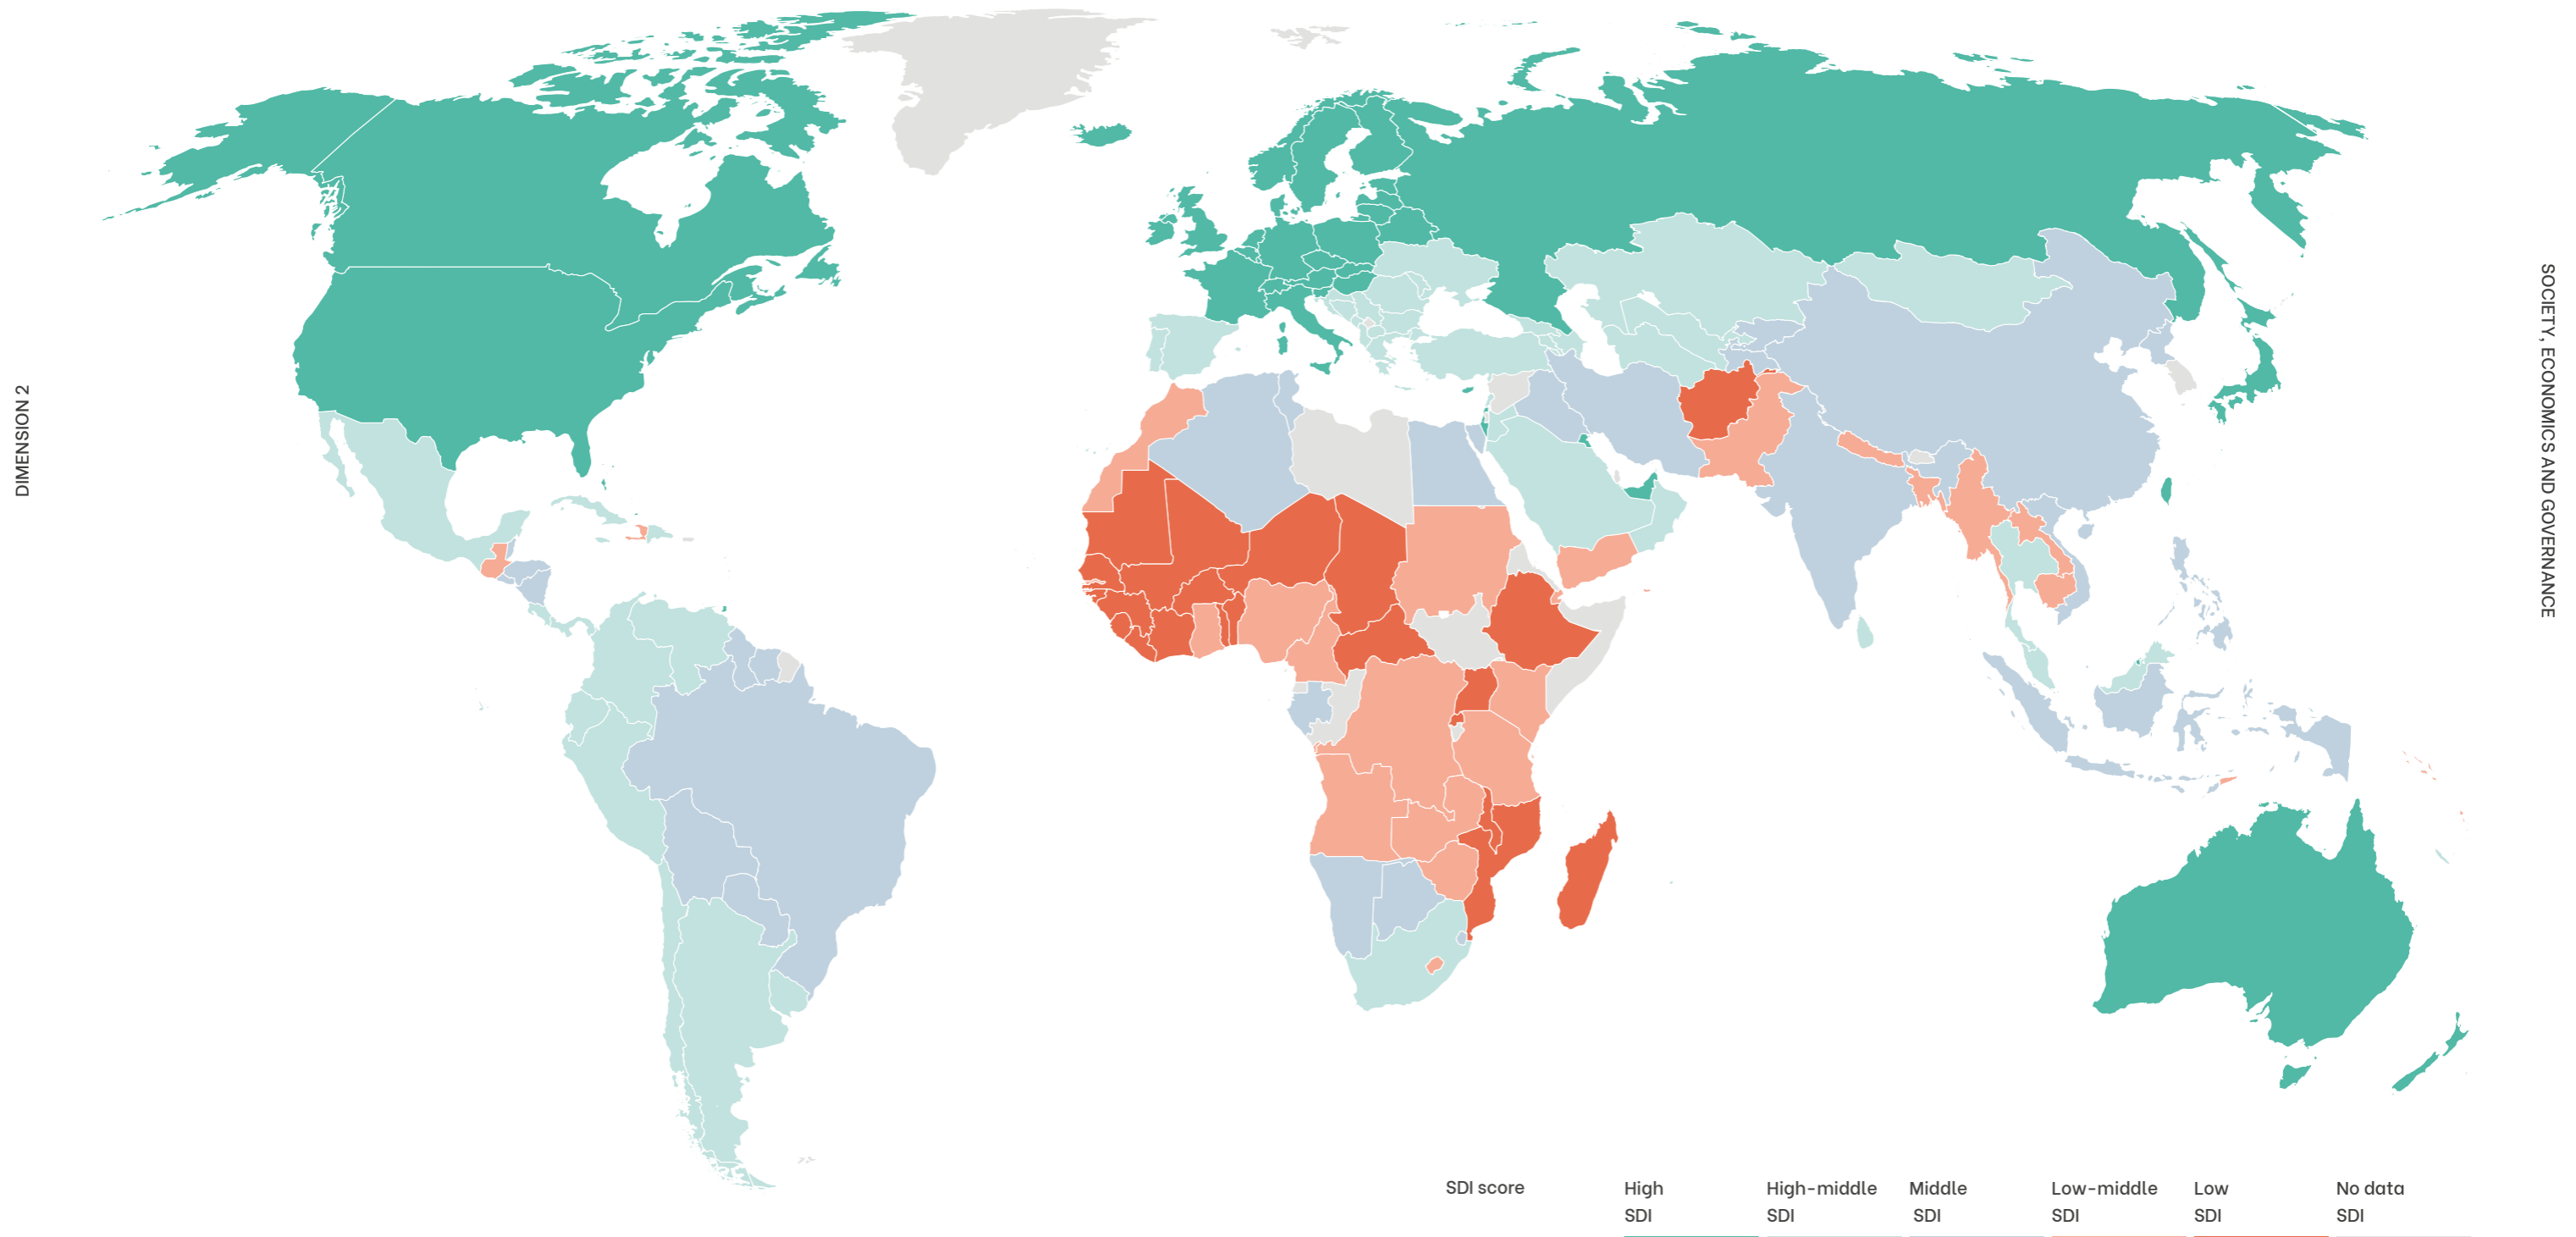 DIMENSION 2
SOCIETY, ECONOMICS AND GOVERNANCE
SDI score
High
SDI
High-middle
SDI
Middle
SDI
Low-middle
SDI
Low
SDI
No data
SDI